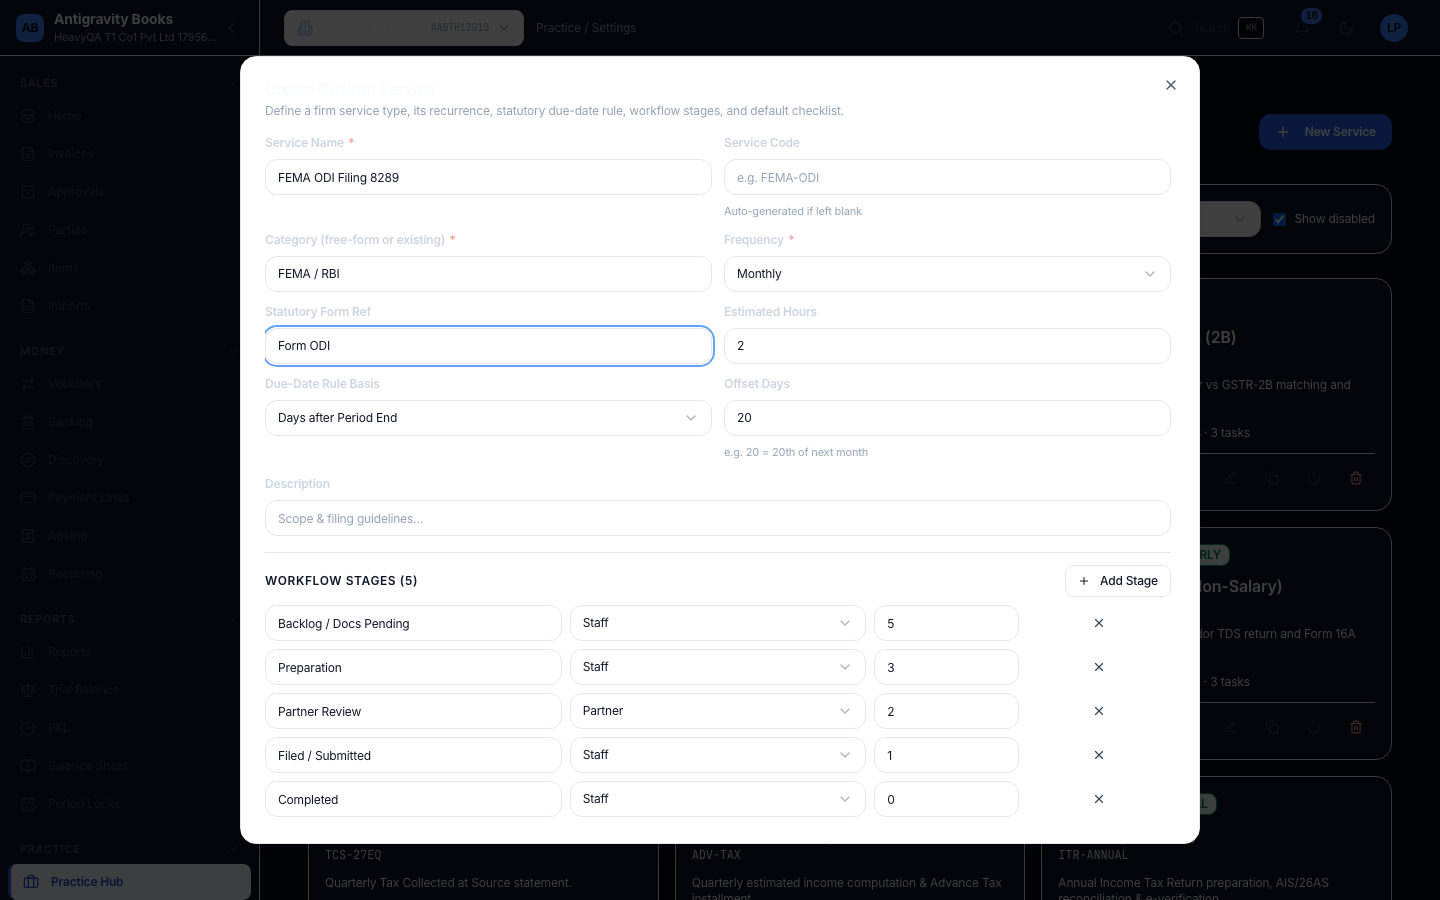 AB
Antigravity Books
HeavyQA T1 Co1 Pvt Ltd 17956...
AABTH1201O
Practice / Settings
Search
⌘K
16
LP
SALES
Home
Invoices
Approvals
Parties
Items
Imports
MONEY
Vouchers
Banking
Discovery
Payment Links
Ageing
Recurring
REPORTS
Reports
Trial Balance
P&L
Balance Sheet
Period Locks
PRACTICE
Practice Hub
New Service
Show disabled
Create Custom Service
Define a firm service type, its recurrence, statutory due-date rule, workflow stages, and default checklist.
Service Name *
Service Code
FEMA ODI Filing 8289
e.g. FEMA-ODI
Auto-generated if left blank
Category (free-form or existing) *
Frequency *
FEMA / RBI
Monthly
Statutory Form Ref
Estimated Hours
Form ODI
2
Due-Date Rule Basis
Offset Days
Days after Period End
20
e.g. 20 = 20th of next month
Description
Scope & filing guidelines...
WORKFLOW STAGES (5)
Add Stage
Backlog / Docs Pending
Staff
5
Preparation
Staff
3
Partner Review
Partner
2
Filed / Submitted
Staff
1
Completed
Staff
0
(2B)
vs GSTR-2B matching and
· 3 tasks
RLY
on-Salary)
TDS return and Form 16A
· 3 tasks
TCS-27EQ
Quarterly Tax Collected at Source statement.
ADV-TAX
Quarterly estimated income computation & Advance Tax
installment
ITR-ANNUAL
Annual Income Tax Return preparation, AIS/26AS
reconciliation & e-verification